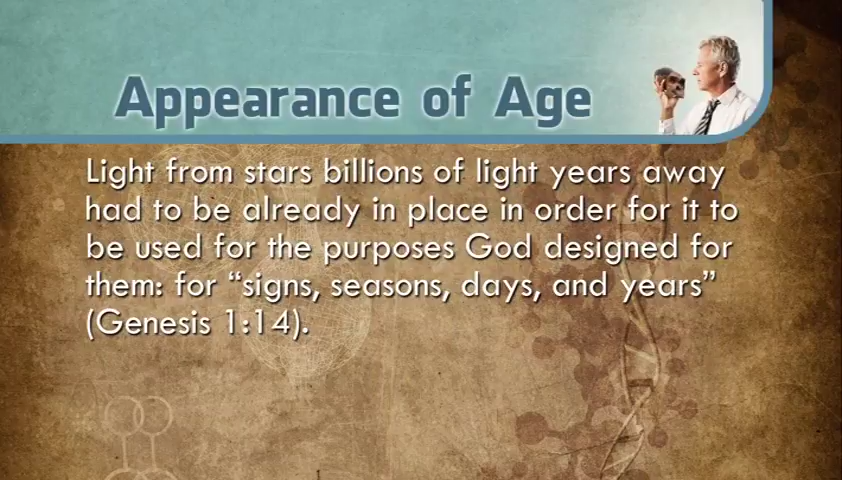 Appearance of Age
Light from stars billions of light years away
had to be already in place in order for it to
be used for the purposes God designed for
them: for “signs, seasons, days, and years”
(Genesis 1:14).